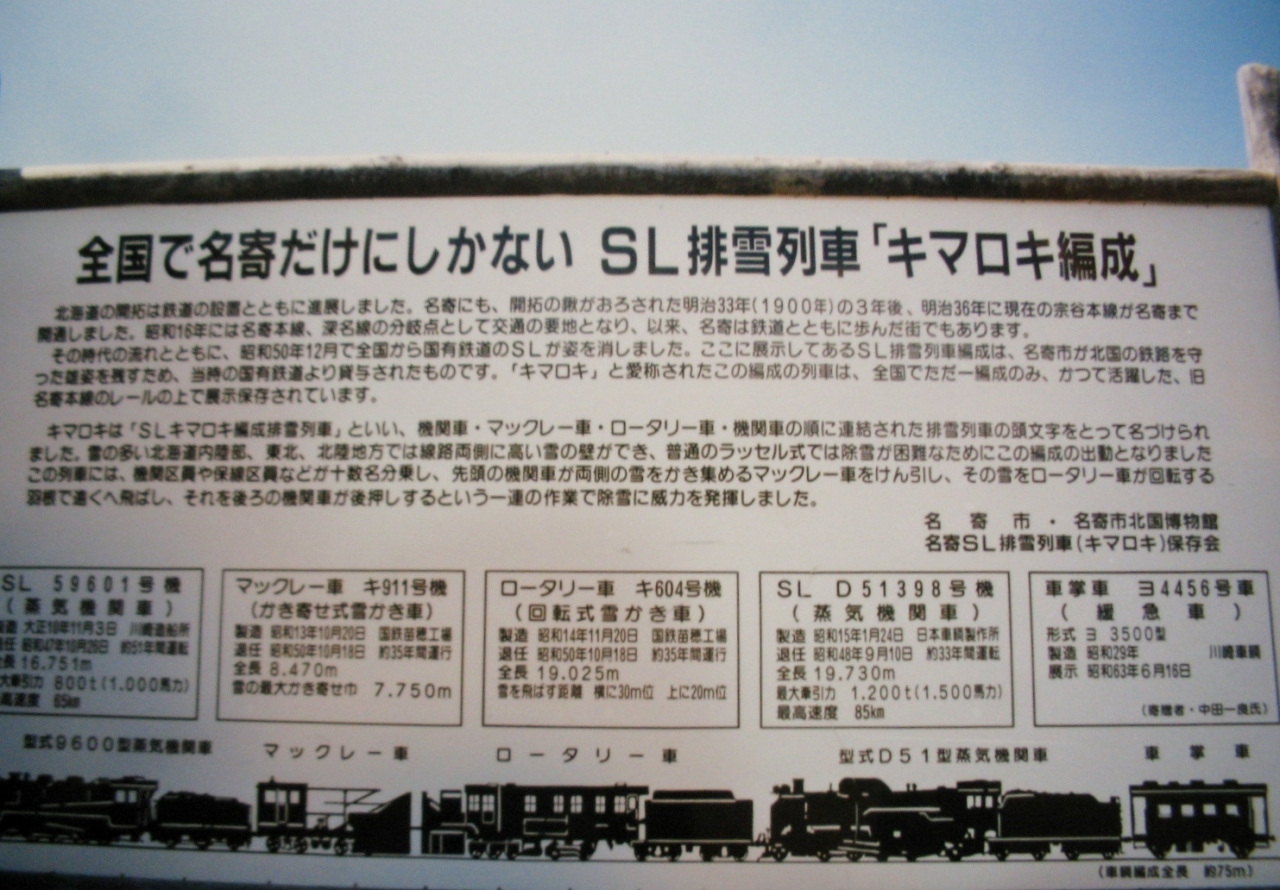 全国で名寄だけにしかない SL排雪列車「キマロキ編成」
北海道の開拓は鉄道の設置とともに進展しました。名寄にも、開拓の鍬がおろされた明治33年(1900年)の3年後、明治36年に現在の宗谷本線が名寄まで
開通しました。昭和16年には名寄本線、深名線の分岐点として交通の要地となり、以来、名寄は鉄道とともに歩んだ街でもあります。
その時代の流れとともに、昭和50年12月で全国から国有鉄道のSLが姿を消しました。ここに展示してあるSL排雪列車編成は、名寄市が北国の鉄路を守
った雄姿を残すため、当時の国有鉄道より貸与されたものです。「キマロキ」と愛称されたこの編成の列車は、全国でただ一編成のみ、かつて活躍した、旧
名寄本線のレールの上で展示保存されています。
キマロキは「SLキマロキ編成排雪列車」といい、機関車・マックレー車・ロータリー車・機関車の順に連結された排雪列車の頭文字をとって名づけられ
ました。雪の多い北海道内陸部、東北、北陸地方では線路両側に高い雪の壁ができ、普通のラッセル式では除雪が困難なためにこの編成の出動となりました
この列車には、機関区員や保線区員などが十数名分乗し、先頭の機関車が両側の雪をかき集めるマックレー車をけん引し、その雪をロータリー車が回転する
羽根で遠くへ飛ばし、それを後ろの機関車が後押しするという一連の作業で除雪に威力を発揮しました。
名寄市・名寄市北国博物館
名寄SL排雪列車(キマロキ)保存会
SL 59601号機
(蒸気機関車)
製造 大正10年11月3日 川崎造船所
退任 昭和47年10月26日 約51年間運転
全長 16.751m
最大牽引力 800t(1.000馬力)
最高速度 65km
マックレー車 キ911号機
(かき寄せ式雪かき車)
製造 昭和13年10月20日 国鉄苗穂工場
退任 昭和50年10月18日 約35年間運行
全長 8.470m
雪の最大かき寄せ巾 7.750m
ロータリー車 キ604号機
(回転式雪かき車)
製造 昭和14年11月20日 国鉄苗穂工場
退任 昭和50年10月18日 約35年間運行
全長 19.025m
雪を飛ばす距離 横に30m位 上に20m位
SL D51398号機
(蒸気機関車)
製造 昭和15年1月24日 日本車輌製作所
退任 昭和48年9月10日 約33年間運転
全長 19.730m
最大牽引力 1.200t(1.500馬力)
最高速度 85km
車掌車 ヨ4456号車
(緩急車)
形式 ヨ 3500型
製造 昭和29年 川崎車輌
展示 昭和63年6月16日
(寄贈者・中田一良氏)
型式9600型蒸気機関車
マックレー車
ロータリー車
型式D51型蒸気機関車
車掌車
(車輌編成全長 約75m)